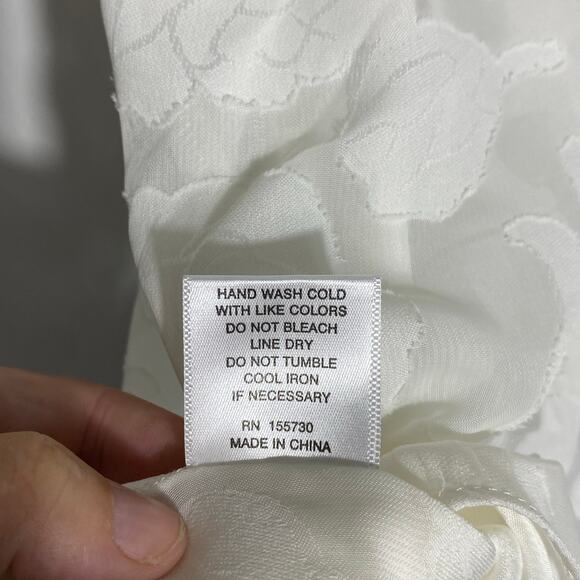 HAND WASH COLD
WITH LIKE COLORS
DO NOT BLEACH
LINE DRY
DO NOT TUMBLE
COOL IRON
IF NECESSARY
RN 155730
MADE IN CHINA